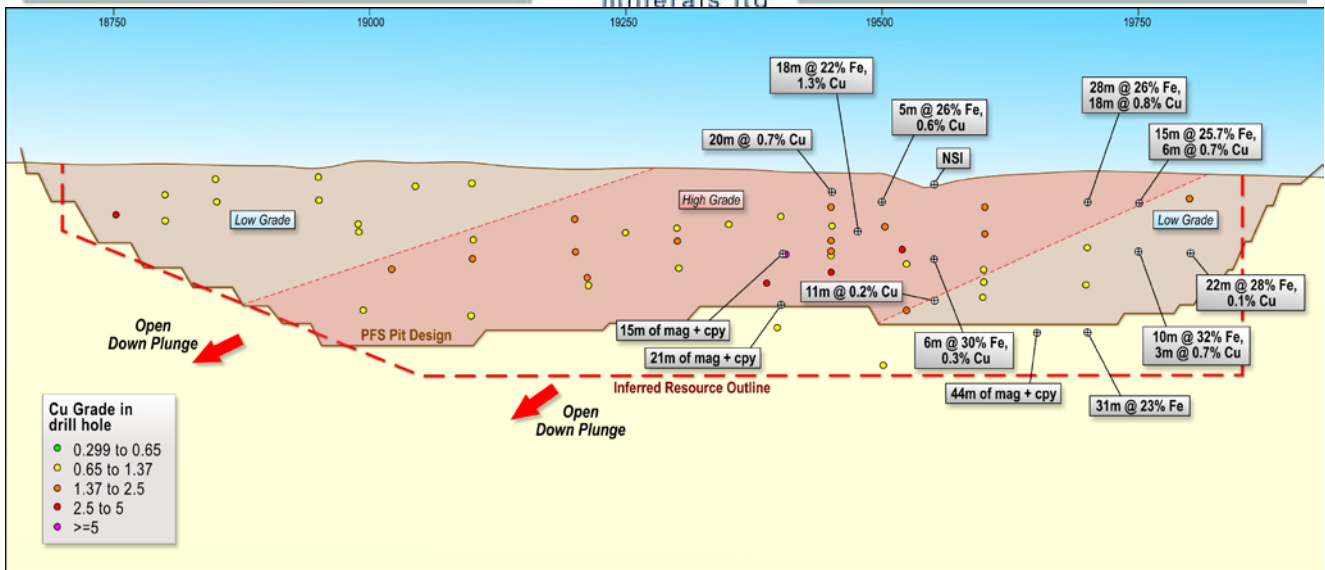 minerals ltd
18750
19000
19250
19500
19750
18m @ 22% Fe,
1.3% Cu
5m @ 26% Fe,
0.6% Cu
28m @ 26% Fe,
18m @ 0.8% Cu
20m @ 0.7% Cu
NSI
15m @ 25.7% Fe,
6m @ 0.7% Cu
Low Grade
High Grade
Low Grade
11m @ 0.2% Cu
22m @ 28% Fe,
0.1% Cu
15m of mag + cpy
PFS Pit Design
6m @ 30% Fe,
0.3% Cu
10m @ 32% Fe,
3m @ 0.7% Cu
Open
Down Plunge
21m of mag + cpy
Inferred Resource Outline
44m of mag + cpy
31m @ 23% Fe
Open
Down Plunge
Cu Grade in
drill hole
0.299 to 0.65
0.65 to 1.37
1.37 to 2.5
2.5 to 5
>=5